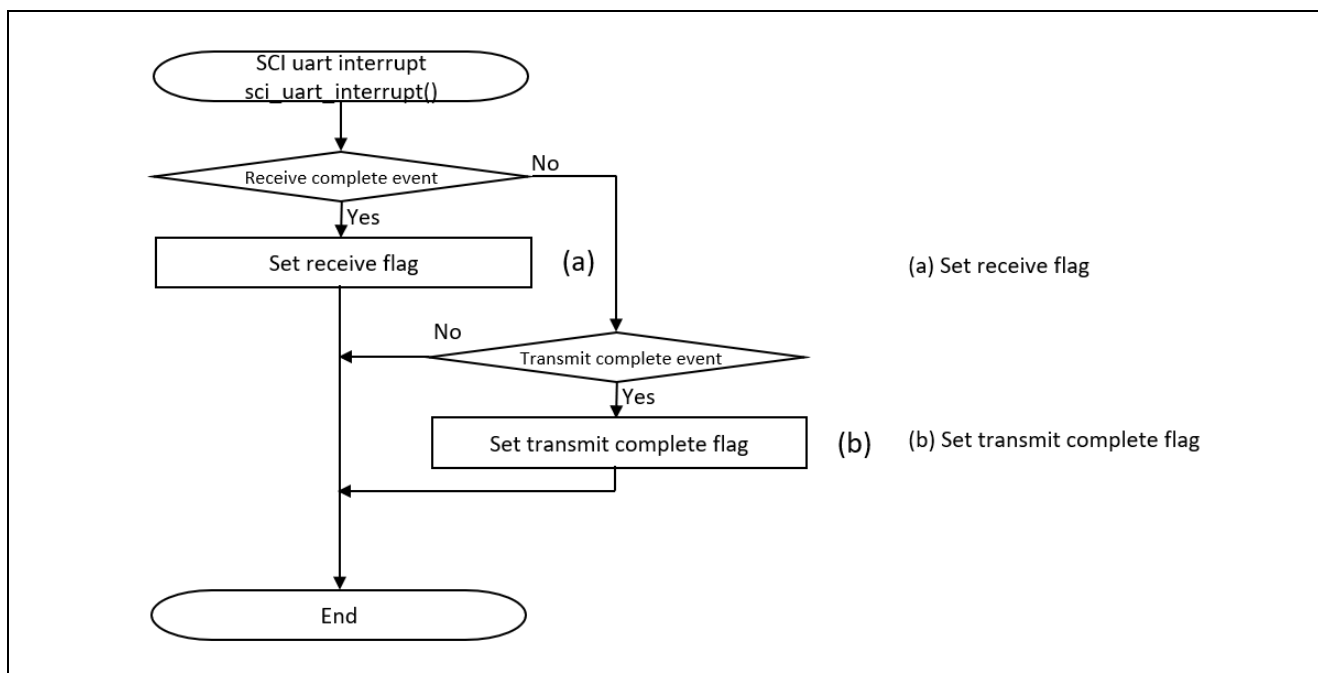 SCI uart interrupt
sci_uart_interrupt()
Receive complete event
No
Yes
Set receive flag
(a)
(a) Set receive flag
No
Transmit complete event
Yes
Set transmit complete flag
(b)
(b) Set transmit complete flag
End